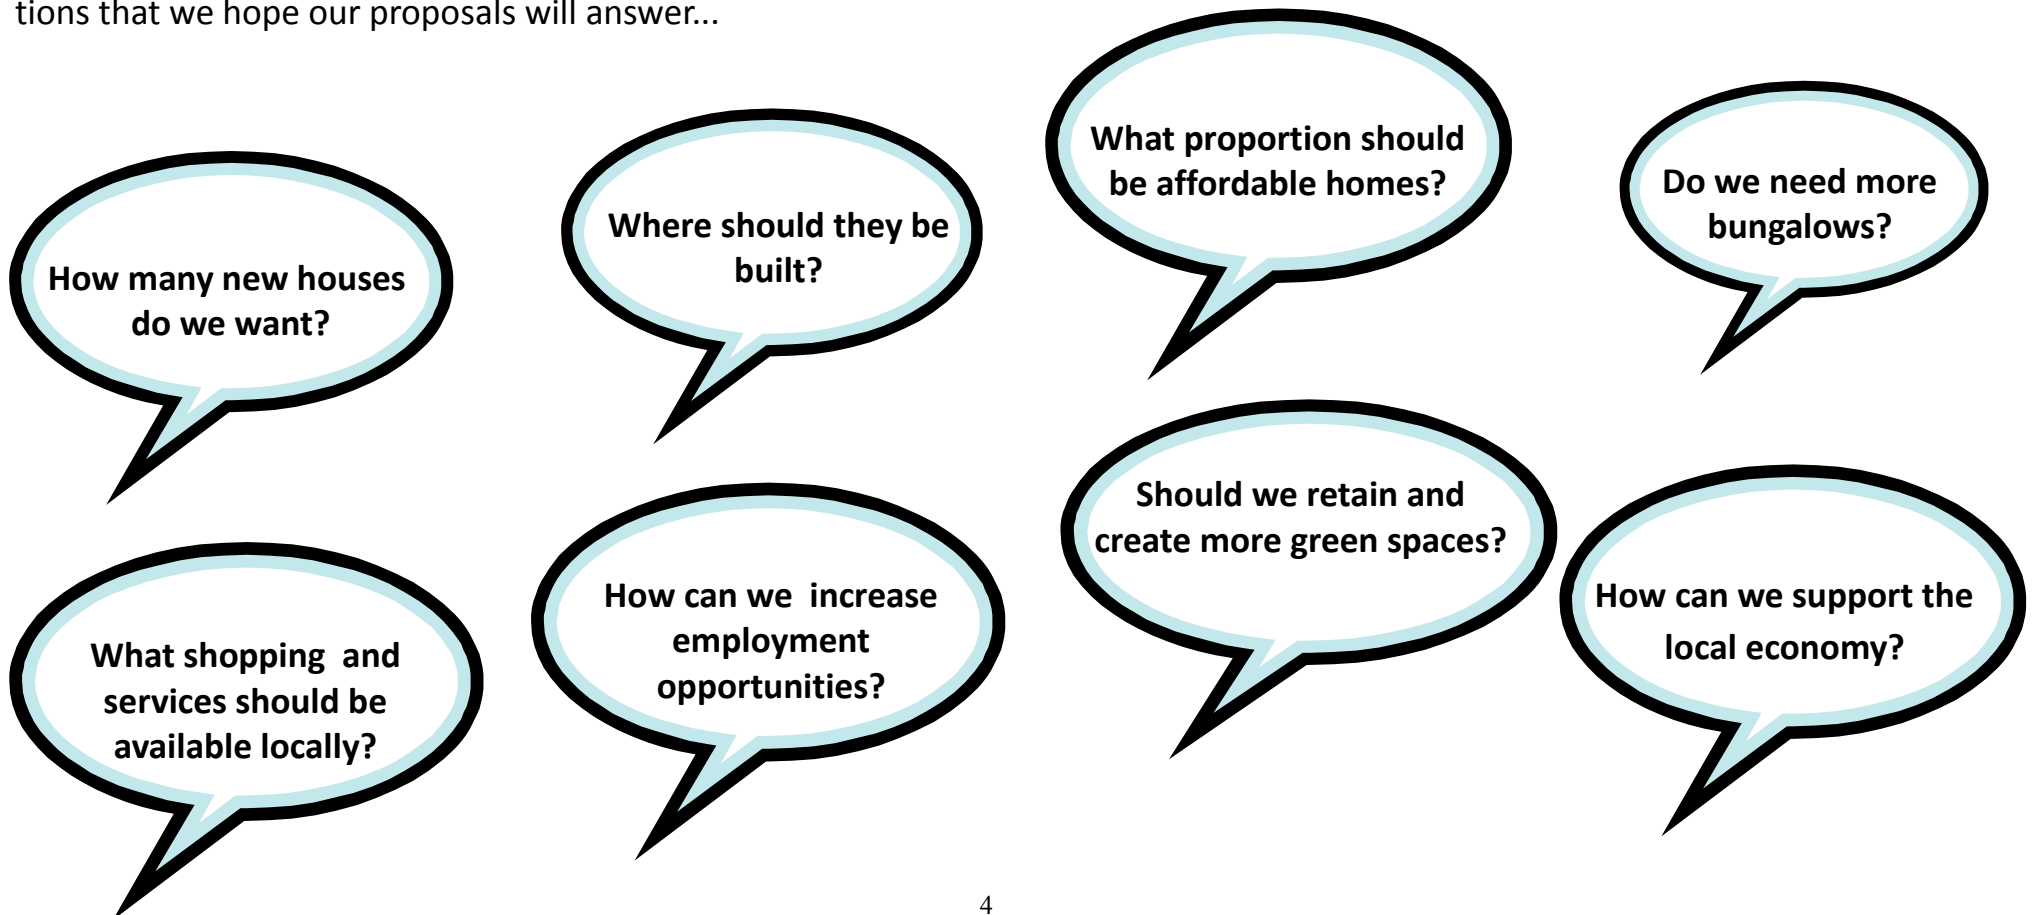 tions that we hope our proposals will answer...
How many new houses
do we want?
Where should they be
built?
What proportion should
be affordable homes?
Do we need more
bungalows?
What shopping  and
services should be
available locally?
How can we  increase
employment
opportunities?
Should we retain and
create more green spaces?
How can we support the
local economy?
4